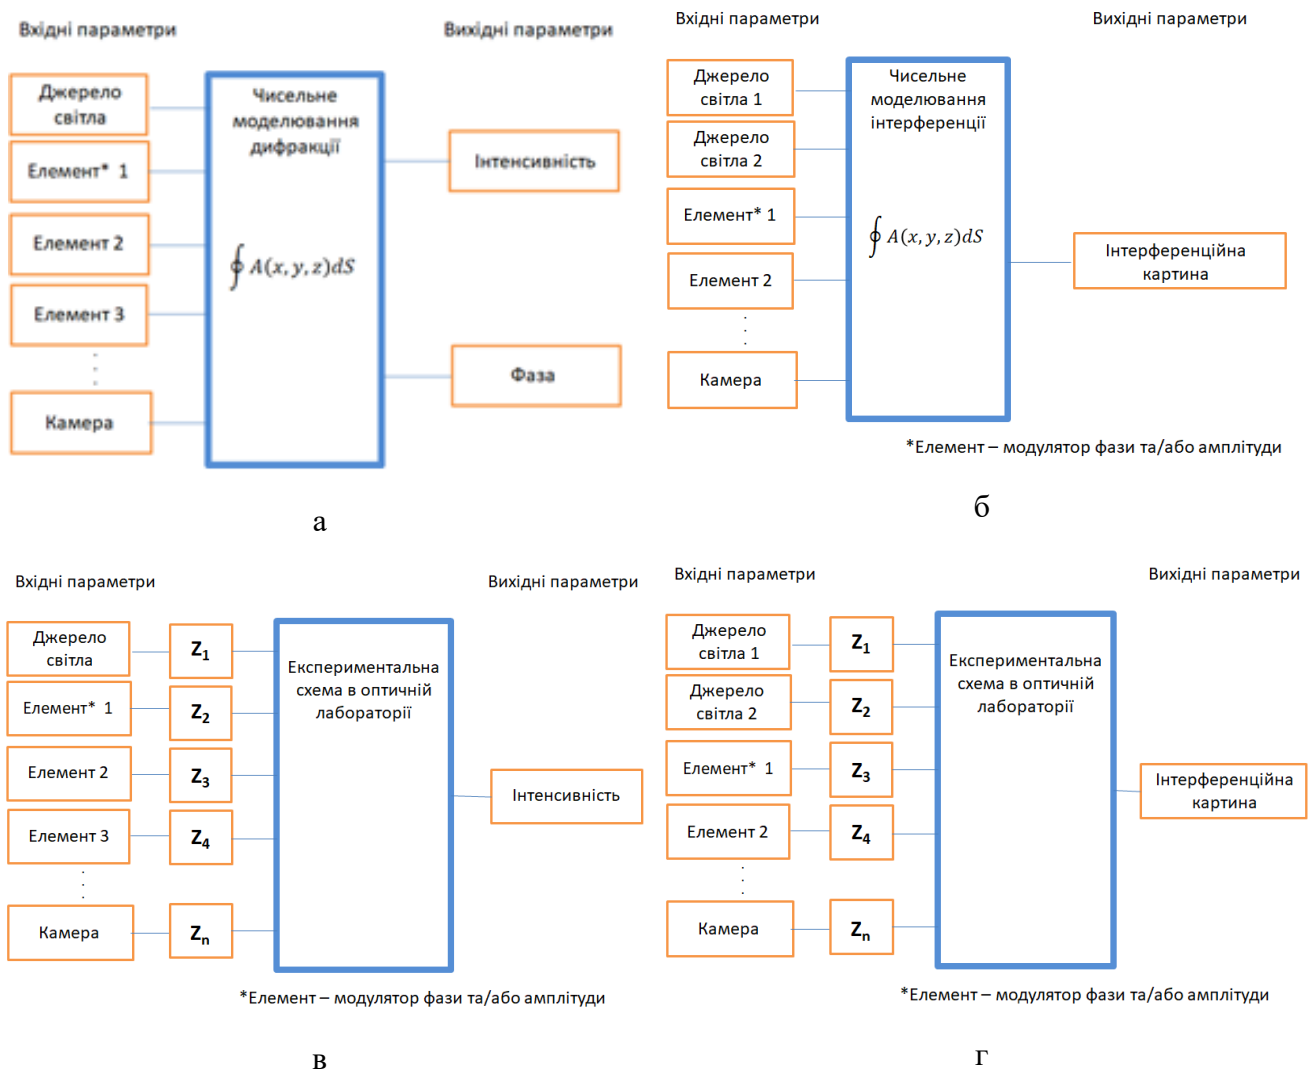 Вхідні параметри
Вихідні параметри
Джерело
світла
Елемент* 1
Елемент 2
Елемент 3
Камера
Чисельне
моделювання
дифракції
∮ A(x, y, z)dS
Інтенсивність
Фаза
а
Вхідні параметри
Вихідні параметри
Джерело
світла 1
Джерело
світла 2
Елемент* 1
Елемент 2
Камера
Чисельне
моделювання
інтерференції
∮ A(x, y, z)dS
Інтерференційна
картина
*Елемент – модулятор фази та/або амплітуди
б
Вхідні параметри
Вихідні параметри
Джерело
світла
Елемент* 1
Елемент 2
Елемент 3
Камера
Z₁
Z₂
Z₃
Z₄
Zₙ
Експериментальна
схема в оптичній
лабораторії
Інтенсивність
*Елемент – модулятор фази та/або амплітуди
в
Вхідні параметри
Вихідні параметри
Джерело
світла 1
Джерело
світла 2
Елемент* 1
Елемент 2
Камера
Z₁
Z₂
Z₃
Z₄
Zₙ
Експериментальна
схема в оптичній
лабораторії
Інтерференційна
картина
*Елемент – модулятор фази та/або амплітуди
г